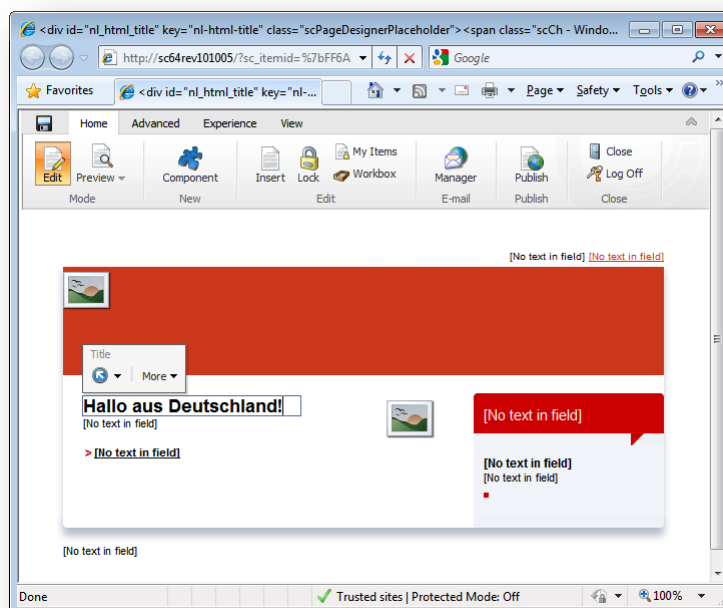 <div id="nl_html_title" key="nl-html-title" class="scPageDesignerPlaceholder"><span class="scCh - Windo...
http://sc64rev101005/?sc_itemid=%7bFF6A
Google
Favorites
<div id="nl_html_title" key="nl-...
Page
Safety
Tools
»
Home Advanced Experience View
Edit
Preview
Mode
Component
New
Insert
Lock
My Items
Workbox
Edit
Manager
E-mail
Publish
Publish
Close
Log Off
Close
[No text in field] [No text in field]
Title
More
Hallo aus Deutschland!
[No text in field]
> [No text in field]
[No text in field]
[No text in field]
[No text in field]
[No text in field]
Done
Trusted sites | Protected Mode: Off
100%